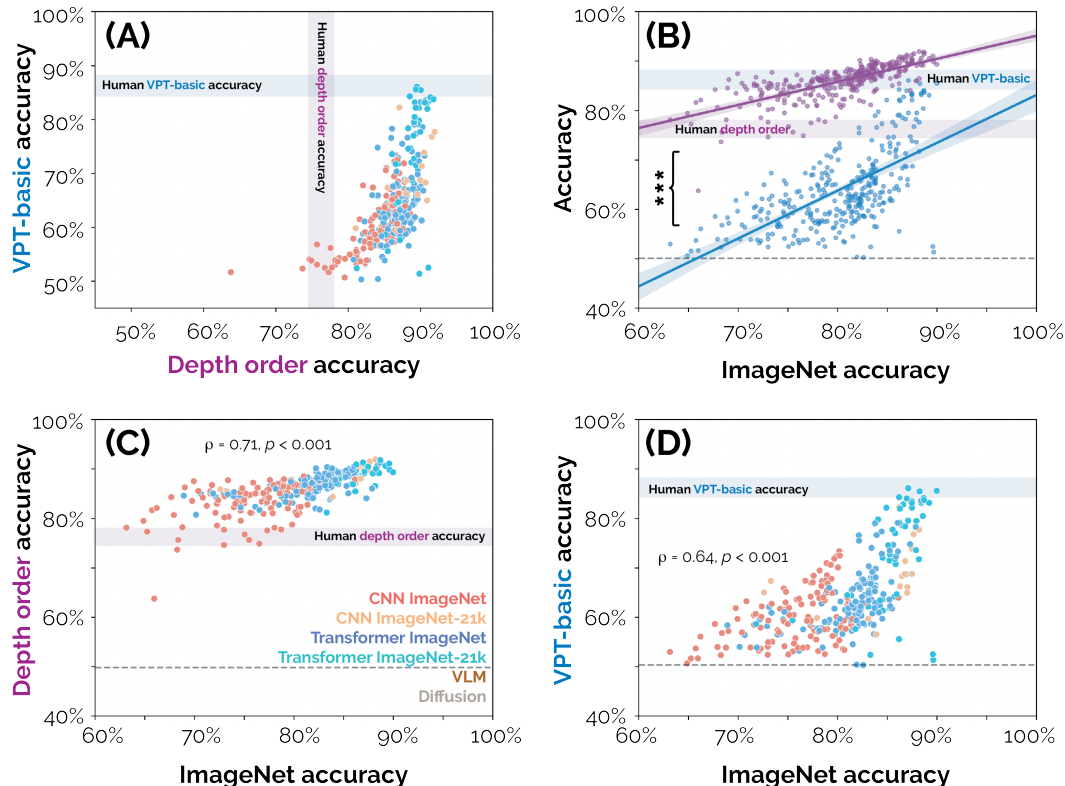 (A)
100%
90%
80%
70%
60%
50%
VPT-basic accuracy
Human VPT-basic accuracy
Human depth order accuracy
50%
60%
70%
80%
90%
100%
Depth order accuracy
(B)
100%
80%
60%
40%
Accuracy
Human VPT-basic
Human depth order
***
60%
70%
80%
90%
100%
ImageNet accuracy
(C)
100%
80%
60%
40%
Depth order accuracy
ρ = 0.71, p < 0.001
Human depth order accuracy
CNN ImageNet
CNN ImageNet-21k
Transformer ImageNet
Transformer ImageNet-21k
VLM
Diffusion
60%
70%
80%
90%
100%
ImageNet accuracy
(D)
100%
80%
60%
40%
VPT-basic accuracy
Human VPT-basic accuracy
ρ = 0.64, p < 0.001
60%
70%
80%
90%
100%
ImageNet accuracy